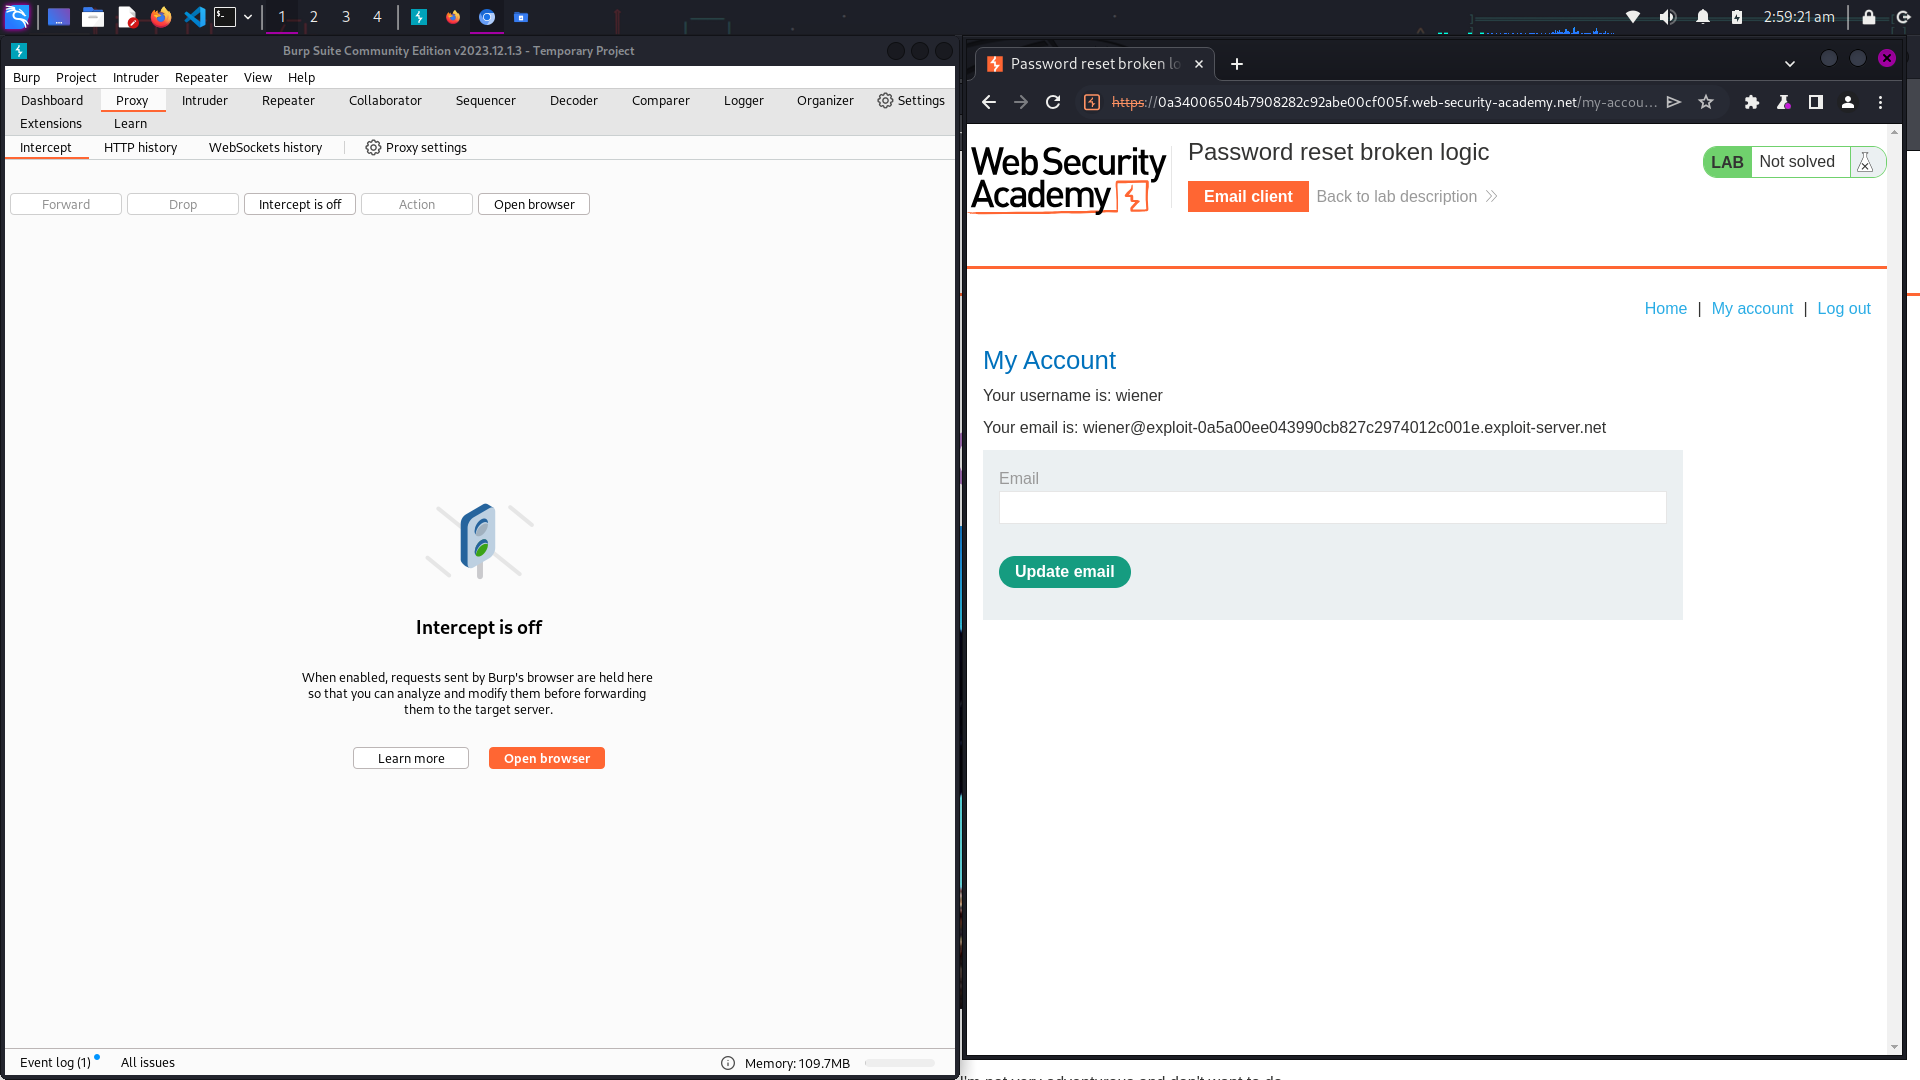 1 2 3 4 2:59:21 am
Burp Suite Community Edition v2023.12.1.3 - Temporary Project
Burp Project Intruder Repeater View Help
Dashboard Proxy Intruder Repeater Collaborator Sequencer Decoder Comparer Logger Organizer Settings
Extensions Learn
Intercept HTTP history WebSockets history Proxy settings
Forward Drop Intercept is off Action Open browser
Intercept is off
When enabled, requests sent by Burp's browser are held here
so that you can analyze and modify them before forwarding
them to the target server.
Learn more Open browser
Event log (1) All issues Memory: 109.7MB
Password reset broken lo
https://0a34006504b7908282c92abe00cf005f.web-security-academy.net/my-accou...
WebSecurity
Academy
Password reset broken logic
LAB Not solved
Email client Back to lab description
Home | My account | Log out
My Account
Your username is: wiener
Your email is: wiener@exploit-0a5a00ee043990cb827c2974012c001e.exploit-server.net
Email
Update email